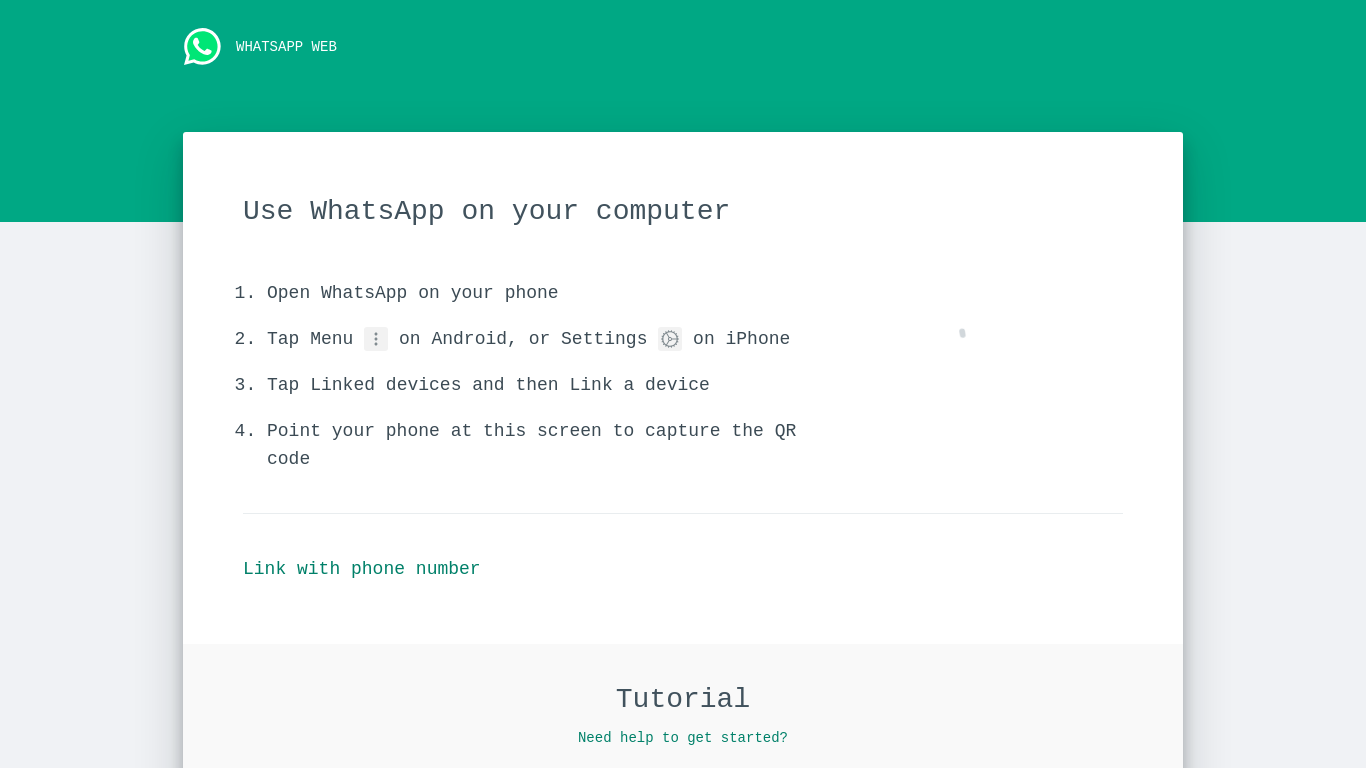 WHATSAPP WEB
Use WhatsApp on your computer
1. Open WhatsApp on your phone
2. Tap Menu on Android, or Settings on iPhone
3. Tap Linked devices and then Link a device
4. Point your phone at this screen to capture the QR
code
Link with phone number
Tutorial
Need help to get started?